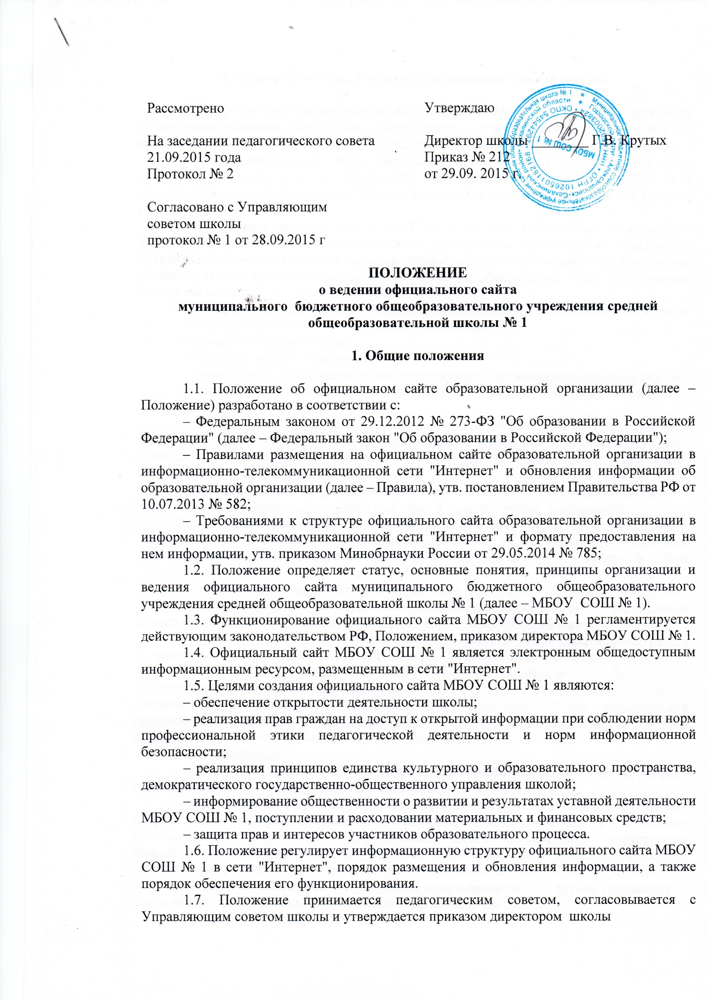 Рассмотрено
На заседании педагогического совета
21.09.2015 года
Протокол № 2
Согласовано с Управляющим
советом школы
протокол № 1 от 28.09.2015 г
Утверждаю
Директор школы ________ Г.В. Крутых
Приказ № 212
от 29.09. 2015 г.
МБОУ СОШ № 1
ПОЛОЖЕНИЕ
о ведении официального сайта
муниципального  бюджетного общеобразовательного учреждения средней
общеобразовательной школы № 1
1. Общие положения
1.1. Положение об официальном сайте образовательной организации (далее –
Положение) разработано в соответствии с:
– Федеральным законом от 29.12.2012 № 273-ФЗ "Об образовании в Российской
Федерации" (далее – Федеральный закон "Об образовании в Российской Федерации");
– Правилами размещения на официальном сайте образовательной организации в
информационно-телекоммуникационной сети "Интернет" и обновления информации об
образовательной организации (далее – Правила), утв. постановлением Правительства РФ от
10.07.2013 № 582;
– Требованиями к структуре официального сайта образовательной организации в
информационно-телекоммуникационной сети "Интернет" и формату предоставления на
нем информации, утв. приказом Минобрнауки России от 29.05.2014 № 785;
1.2. Положение определяет статус, основные понятия, принципы организации и
ведения официального сайта муниципального бюджетного общеобразовательного
учреждения средней общеобразовательной школы № 1 (далее – МБОУ  СОШ № 1).
1.3. Функционирование официального сайта МБОУ СОШ № 1 регламентируется
действующим законодательством РФ, Положением, приказом директора МБОУ СОШ № 1.
1.4. Официальный сайт МБОУ СОШ № 1 является электронным общедоступным
информационным ресурсом, размещенным в сети "Интернет".
1.5. Целями создания официального сайта МБОУ СОШ № 1 являются:
– обеспечение открытости деятельности школы;
– реализация прав граждан на доступ к открытой информации при соблюдении норм
профессиональной этики педагогической деятельности и норм информационной
безопасности;
– реализация принципов единства культурного и образовательного пространства,
демократического государственно-общественного управления школой;
– информирование общественности о развитии и результатах уставной деятельности
МБОУ СОШ № 1, поступлении и расходовании материальных и финансовых средств;
– защита прав и интересов участников образовательного процесса.
1.6. Положение регулирует информационную структуру официального сайта МБОУ
СОШ № 1 в сети "Интернет", порядок размещения и обновления информации, а также
порядок обеспечения его функционирования.
1.7. Положение принимается педагогическим советом, согласовывается с
Управляющим советом школы и утверждается приказом директором  школы